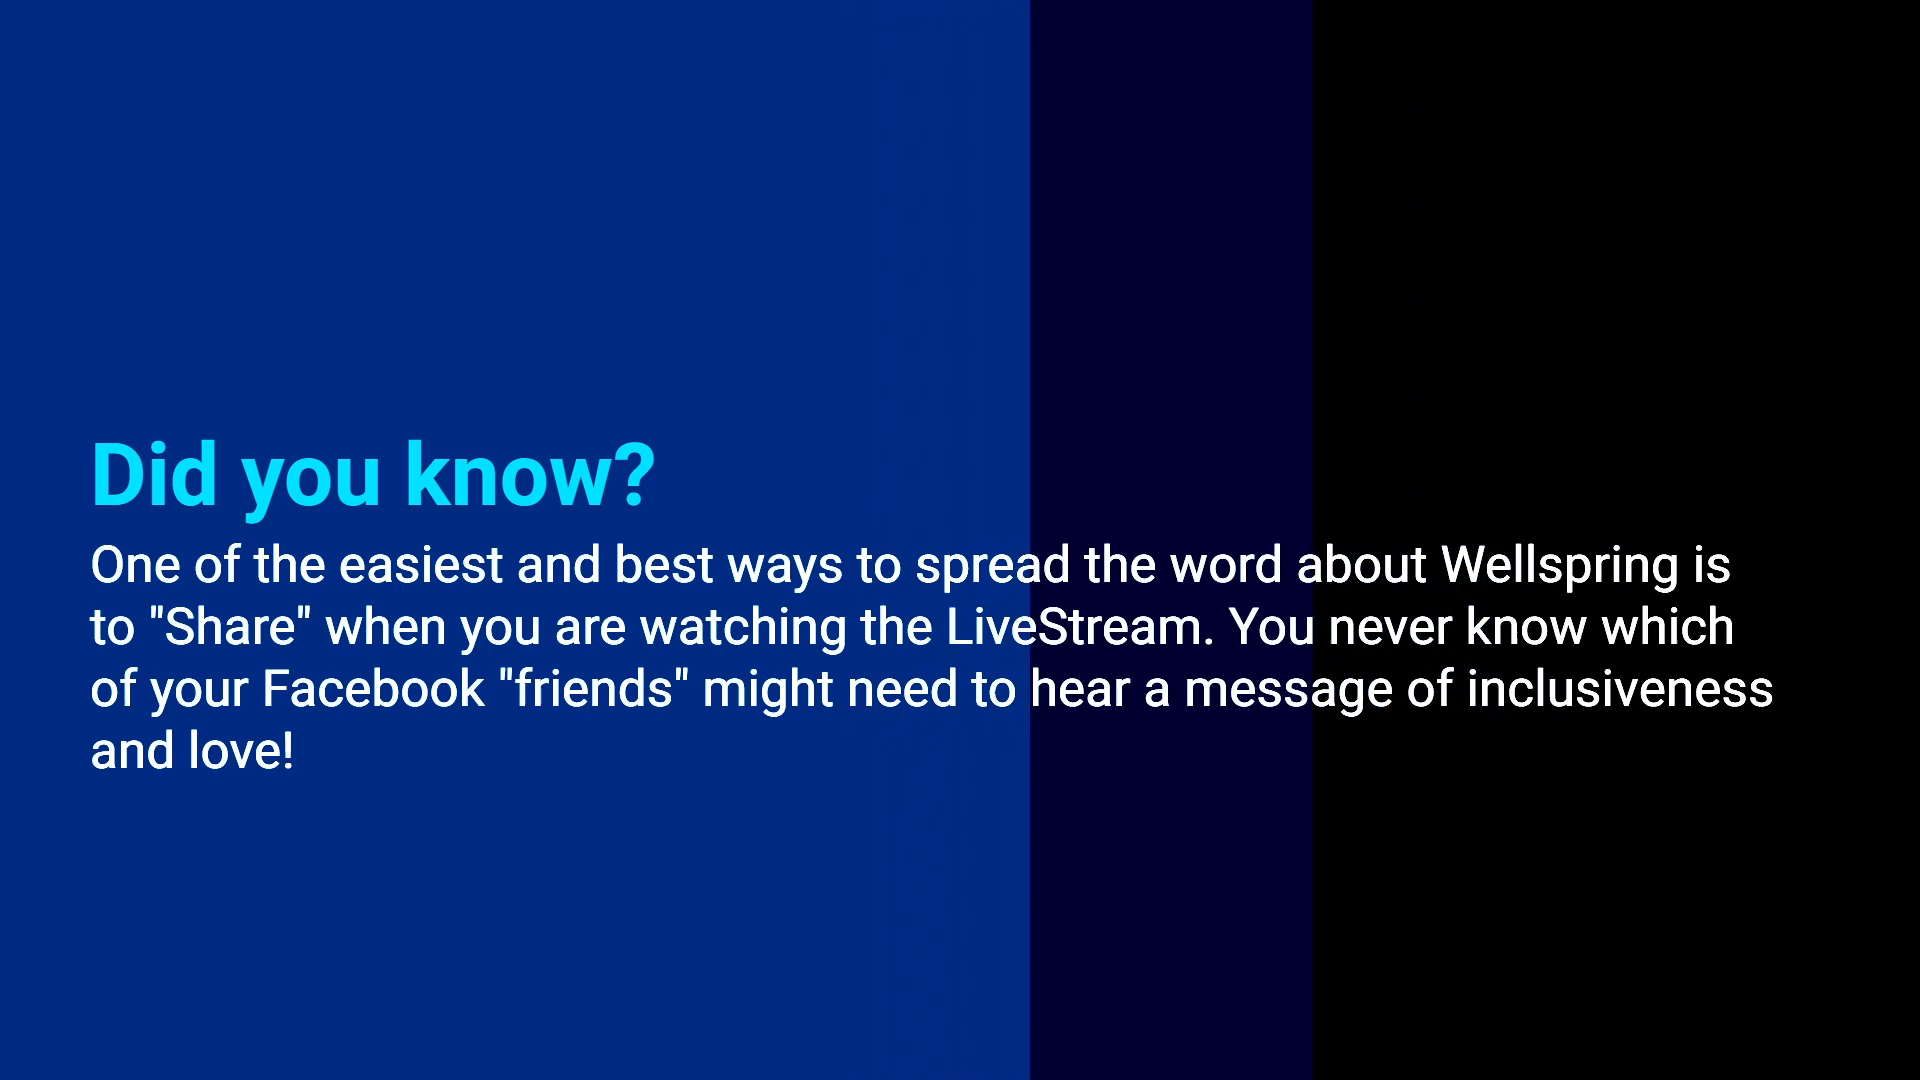 Did you know?
One of the easiest and best ways to spread the word about Wellspring is
to "Share" when you are watching the LiveStream. You never know which
of your Facebook "friends" might need to hear a message of inclusiveness
and love!